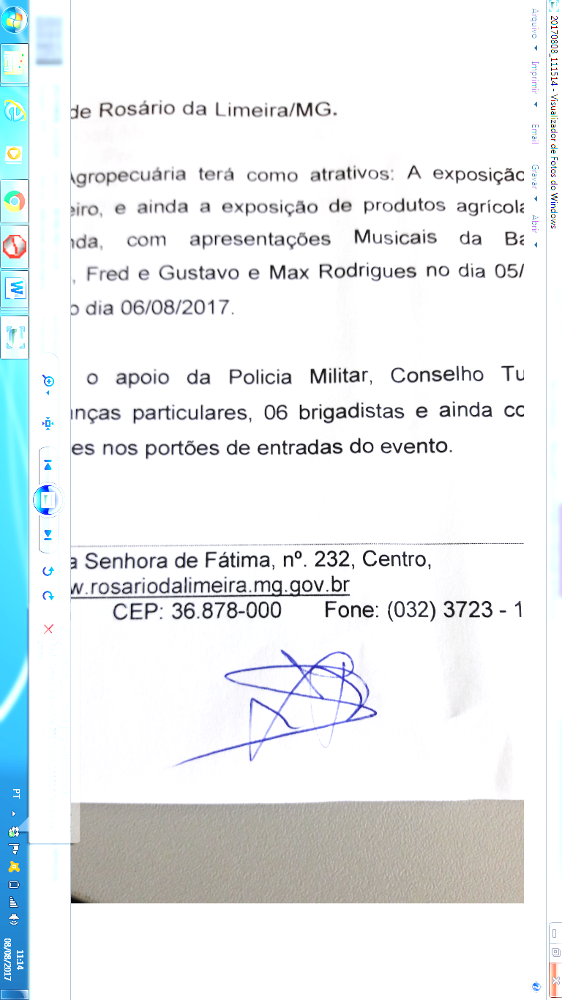 20170808_111514 - Visualizador de Fotos do Windows
Arquivo Imprimir Email Gravar Abrir
de Rosário da Limeira/MG.
Agropecuária terá como atrativos: A exposição
eiro, e ainda a exposição de produtos agrícola
nda, com apresentações Musicais da Ba
, Fred e Gustavo e Max Rodrigues no dia 05/
o dia 06/08/2017.
o apoio da Policia Militar, Conselho Tu
anças particulares, 06 brigadistas e ainda co
es nos portões de entradas do evento.
a Senhora de Fátima, nº. 232, Centro,
w.rosariodalimeira.mg.gov.br
CEP: 36.878-000 Fone: (032) 3723 - 1
PT
11:14
08/08/2017